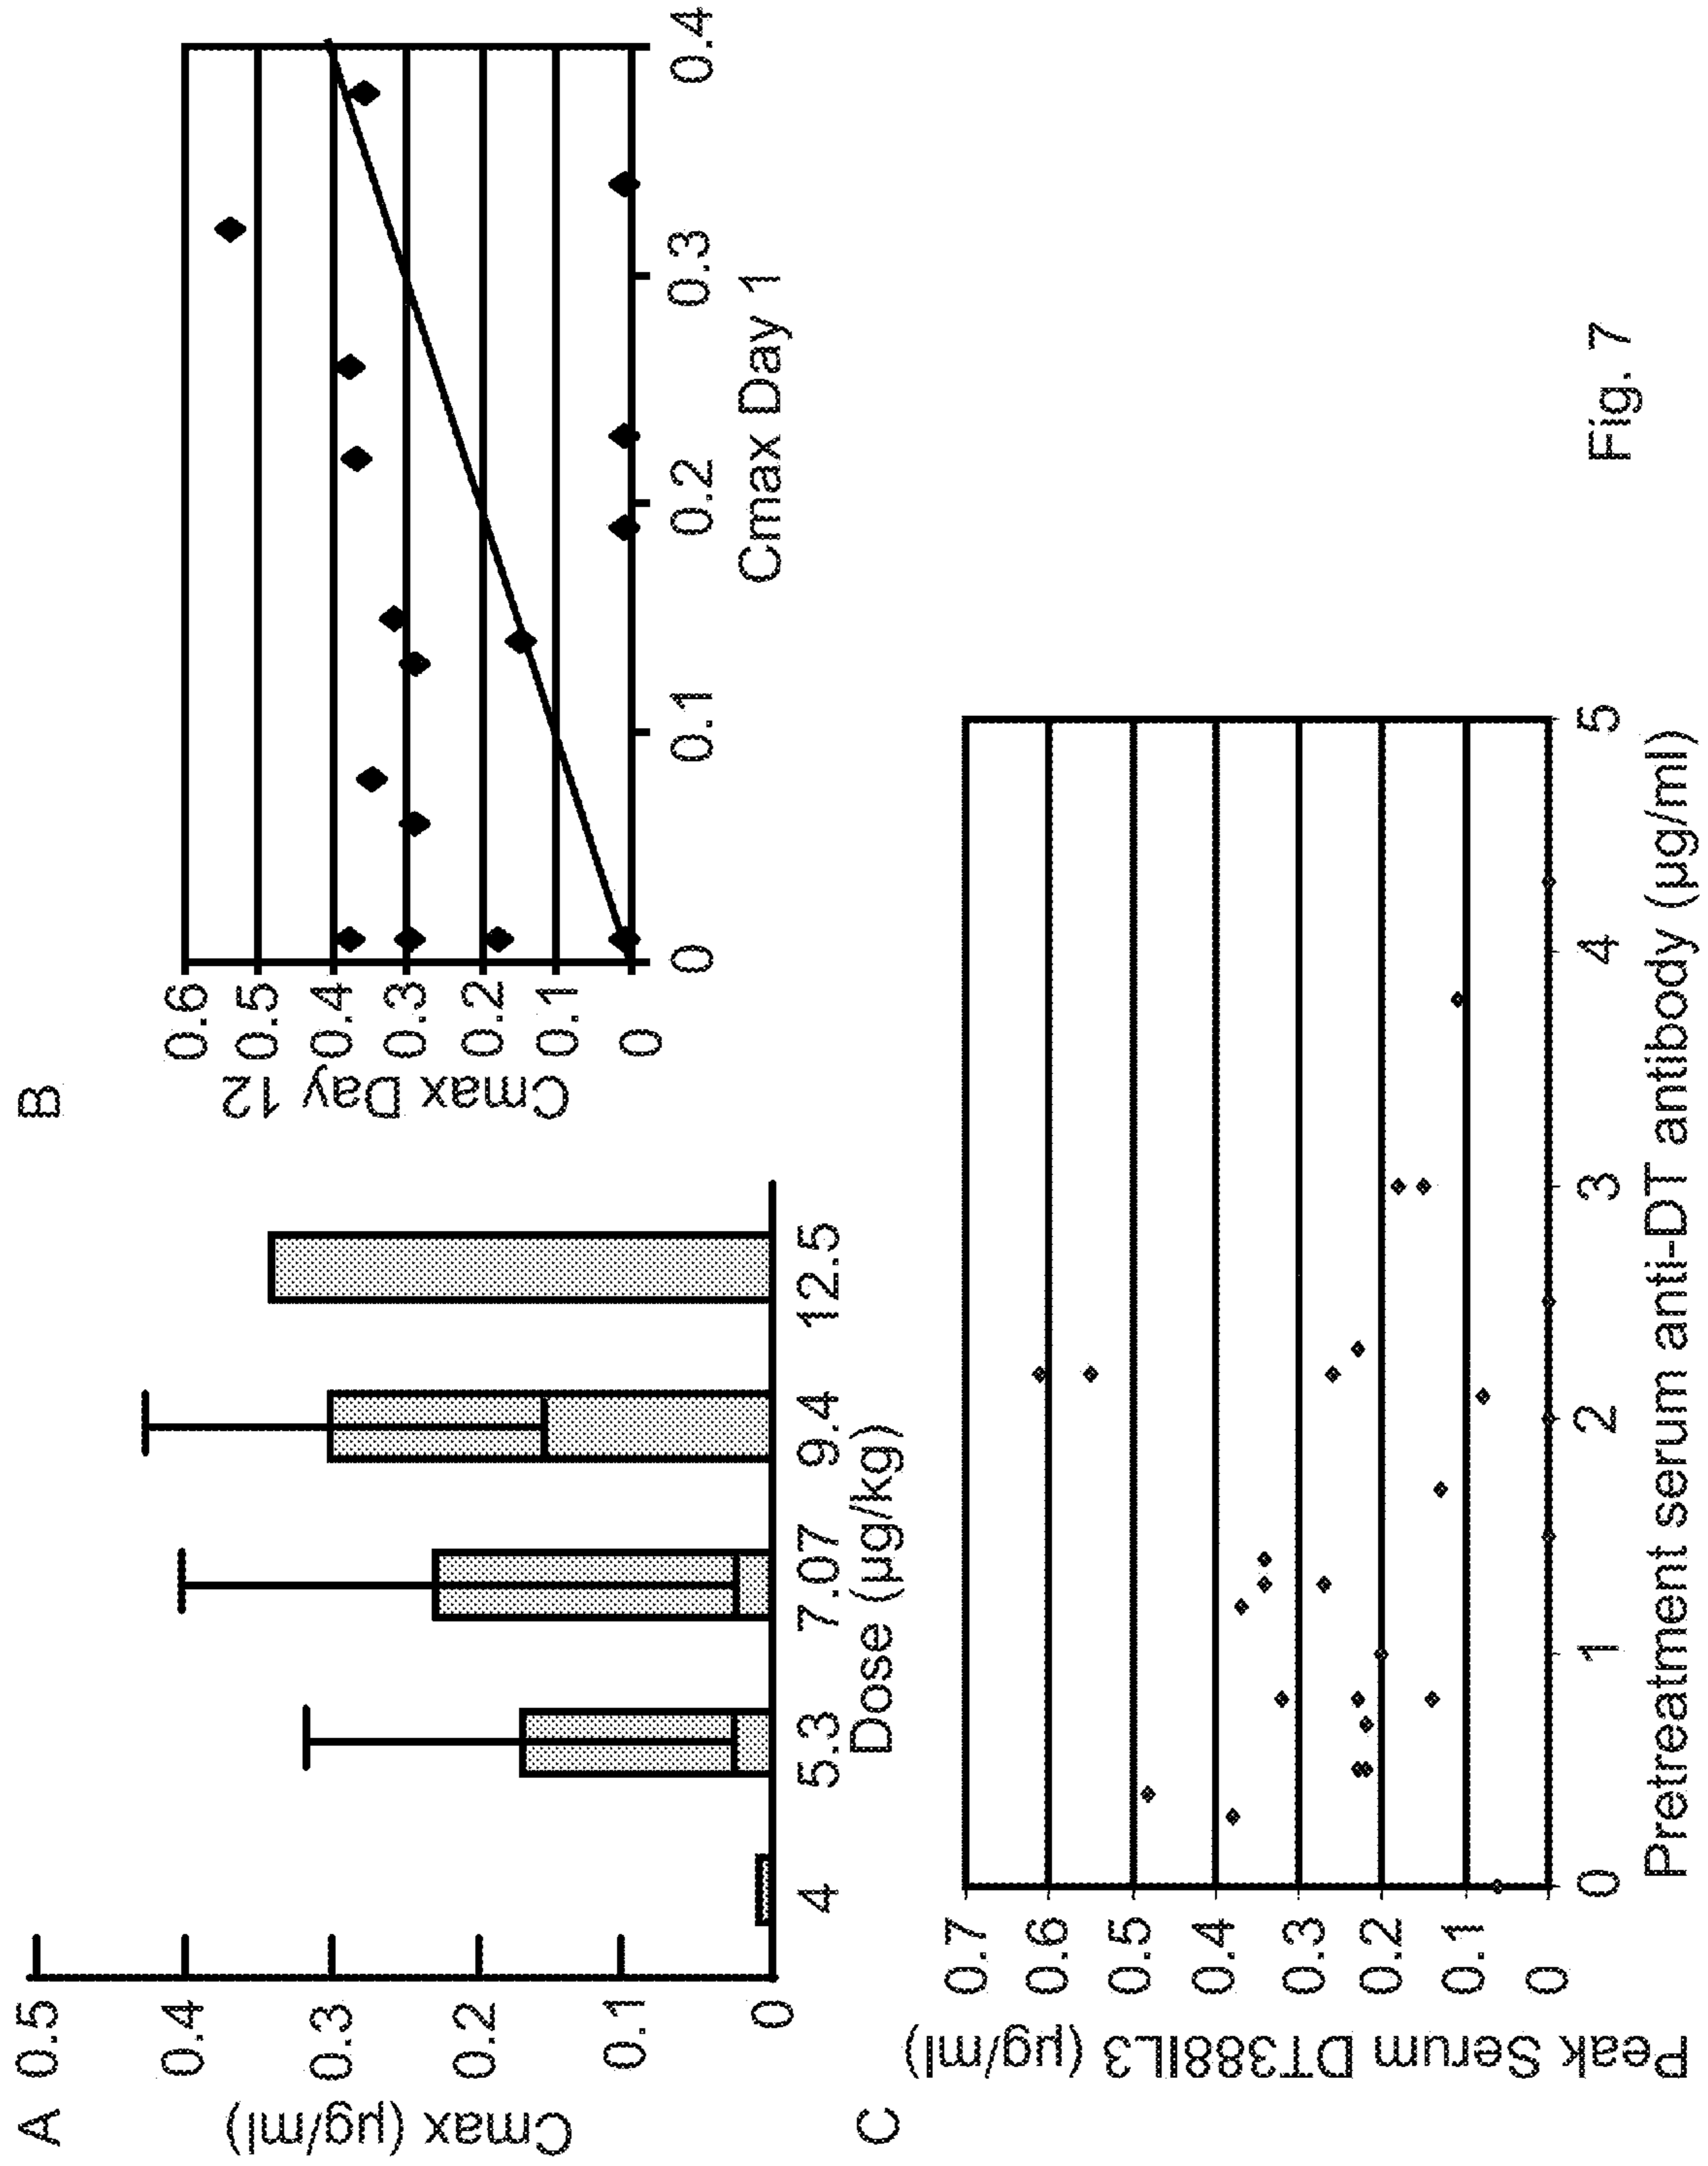 A
Cmax (µg/ml)
0.5
0.4
0.3
0.2
0.1
0
4 5.3 7.07 9.4 12.5
Dose (µg/kg)
B
Cmax Day 12
0.6
0.5
0.4
0.3
0.2
0.1
0
0 0.1 0.2 0.3 0.4
Cmax Day 1
C
Peak Serum DT388IL3 (µg/ml)
0.7
0.6
0.5
0.4
0.3
0.2
0.1
0
0 1 2 3 4 5
Pretreatment serum anti-DT antibody (µg/ml)
Fig. 7